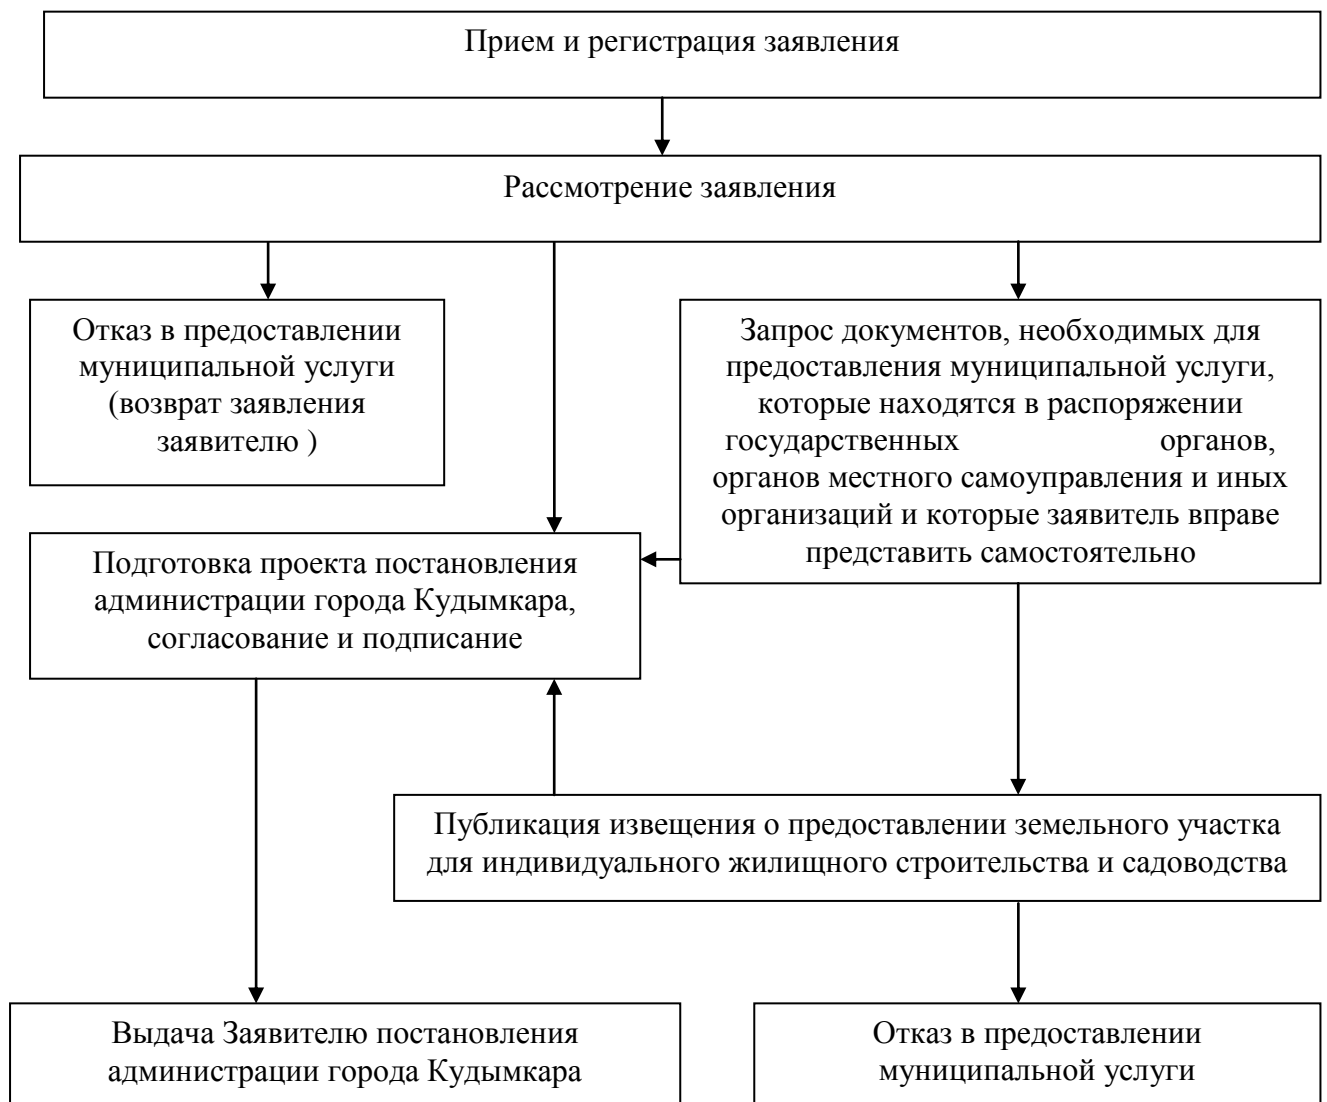 Прием и регистрация заявления
Рассмотрение заявления
Отказ в предоставлении
муниципальной услуги
(возврат заявления
заявителю )
Запрос документов, необходимых для
предоставления муниципальной услуги,
которые находятся в распоряжении
государственных органов,
органов местного самоуправления и иных
организаций и которые заявитель вправе
представить самостоятельно
Подготовка проекта постановления
администрации города Кудымкара,
согласование и подписание
Публикация извещения о предоставлении земельного участка
для индивидуального жилищного строительства и садоводства
Выдача Заявителю постановления
администрации города Кудымкара
Отказ в предоставлении
муниципальной услуги